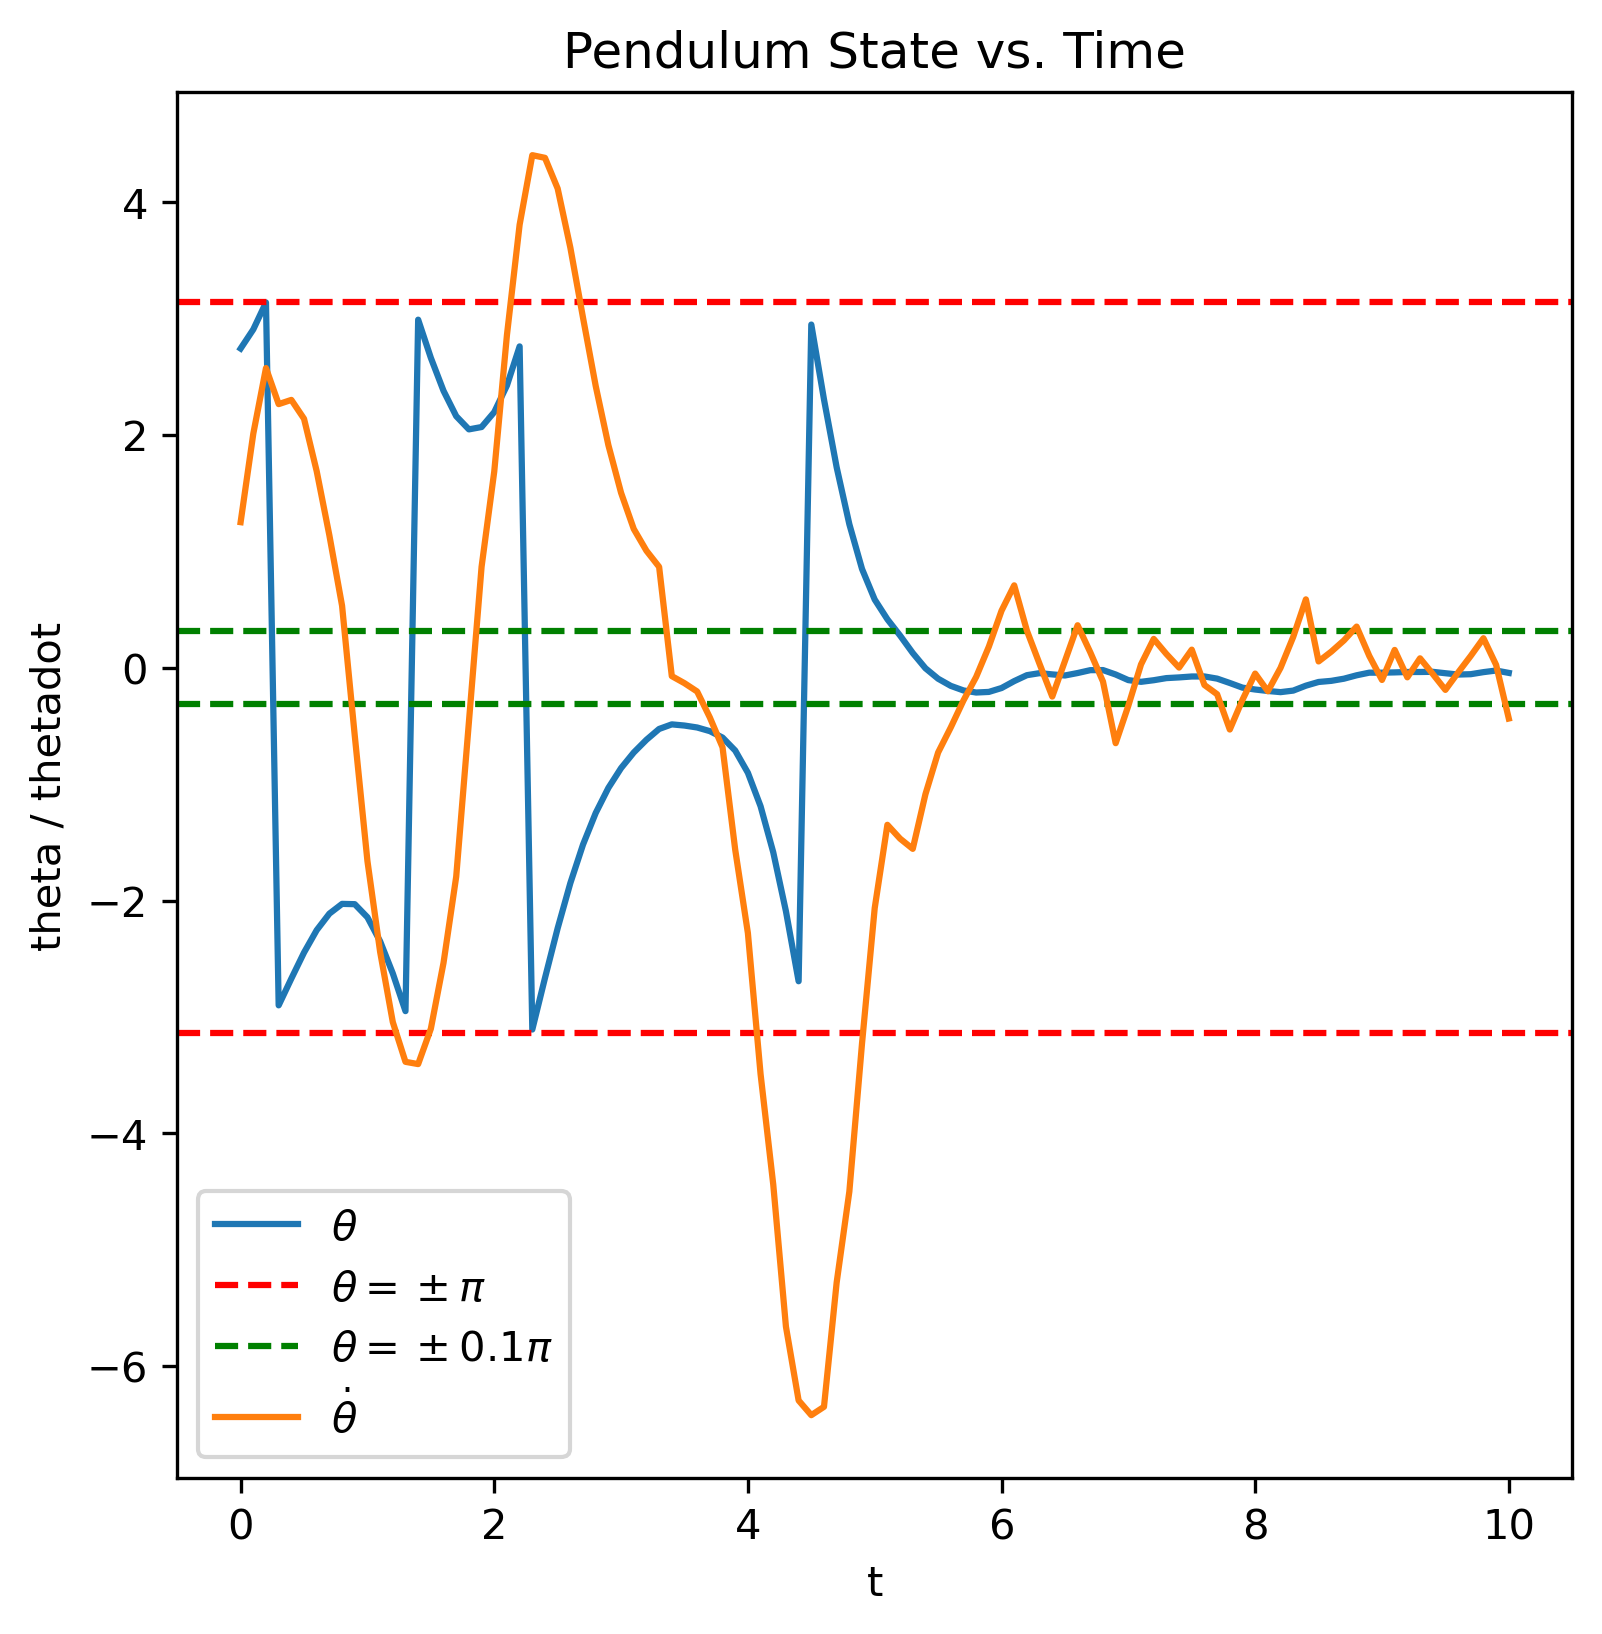 Pendulum State vs. Time
theta / thetadot
4
2
0
−2
−4
−6
θ
θ = ± π
θ = ± 0.1π
θ̇
0 2 4 6 8 10
t